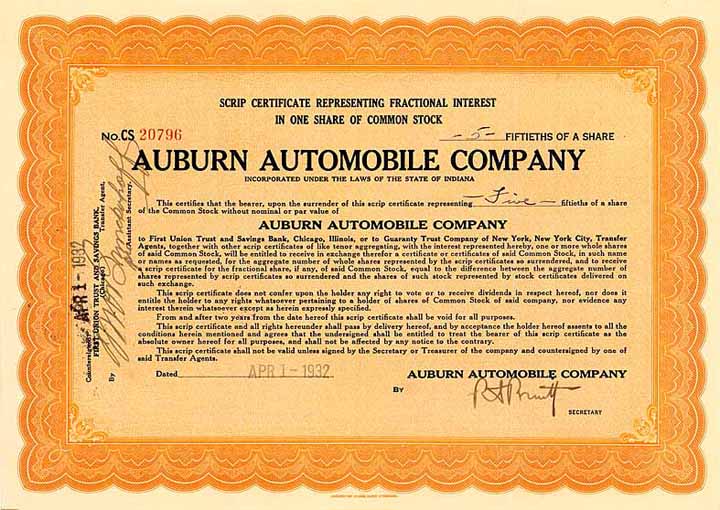 SCRIP CERTIFICATE REPRESENTING FRACTIONAL INTEREST
IN ONE SHARE OF COMMON STOCK
No. CS 20796
-5- FIFTIETHS OF A SHARE
AUBURN AUTOMOBILE COMPANY
INCORPORATED UNDER THE LAWS OF THE STATE OF INDIANA
This certifies that the bearer, upon the surrender of this scrip certificate representing -Five- fiftieths of a share
of the Common Stock without nominal or par value of
AUBURN AUTOMOBILE COMPANY
to First Union Trust and Savings Bank, Chicago, Illinois, or to Guaranty Trust Company of New York, New York City, Transfer
Agents, together with other scrip certificates of like tenor aggregating, with the interest represented hereby, one or more whole shares
of said Common Stock, will be entitled to receive in exchange therefor a certificate or certificates of said Common Stock, in such name
or names as requested, for the aggregate number of whole shares represented by the scrip certificates so surrendered, and to receive
a scrip certificate for the fractional share, if any, of said Common Stock, equal to the difference between the aggregate number of
shares represented by scrip certificates so surrendered and the shares of such stock represented by stock certificates delivered on
such exchange.
This scrip certificate does not confer upon the holder any right to vote or to receive dividends in respect hereof, nor does it
entitle the holder to any rights whatsoever pertaining to a holder of shares of Common Stock of said company, nor evidence any
interest therein whatsoever except as herein expressly specified.
From and after two years from the date hereof this scrip certificate shall be void for all purposes.
This scrip certificate and all rights hereunder shall pass by delivery hereof, and by acceptance the holder hereof assents to all the
conditions herein mentioned and agrees that the undersigned shall be entitled to treat the bearer of this scrip certificate as the
absolute owner hereof for all purposes, and shall not be affected by any notice to the contrary.
This scrip certificate shall not be valid unless signed by the Secretary or Treasurer of the company and countersigned by one of
said Transfer Agents.
Dated APR 1-1932
AUBURN AUTOMOBILE COMPANY
BY
SECRETARY
Countersigned: APR 1-1932
FIRST UNION TRUST AND SAVINGS BANK,
(Chicago) Transfer Agent,
By
Assistant Secretary.